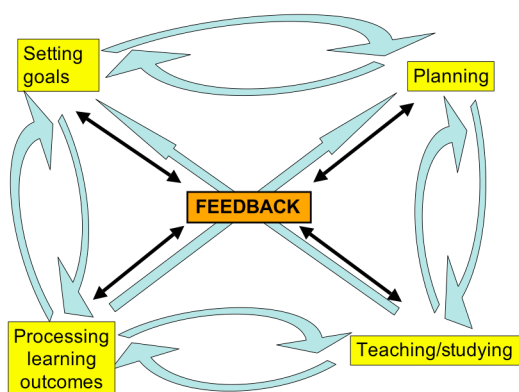 Setting
goals
Planning
FEEDBACK
Processing
learning
outcomes
Teaching/studying